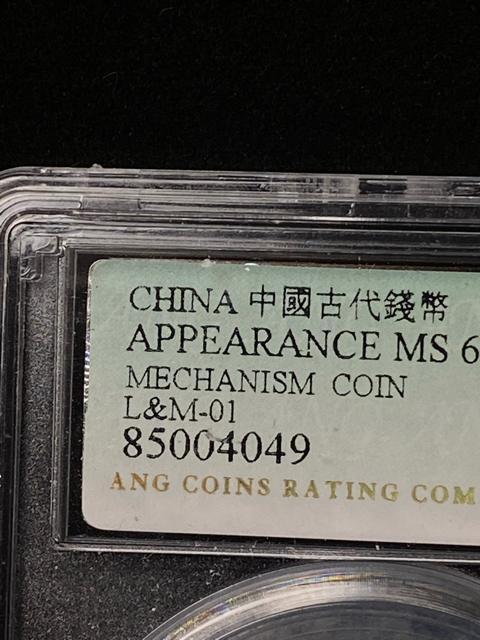 CHINA 中國古代錢幣
APPEARANCE MS 6
MECHANISM COIN
L&M-01
85004049
ANG COINS RATING COM